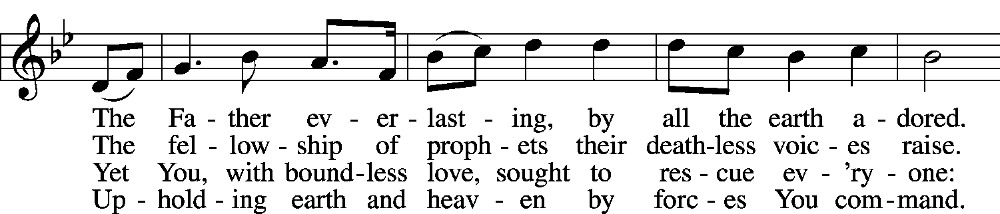 The Fa - ther ev - er - last - ing, by all the earth a - dored.
The fel - low - ship of proph - ets their death - less voic - es raise.
Yet You, with bound - less love, sought to res - cue ev - ’ry - one:
Up - hold - ing earth and heav - en by forc - es You com - mand.